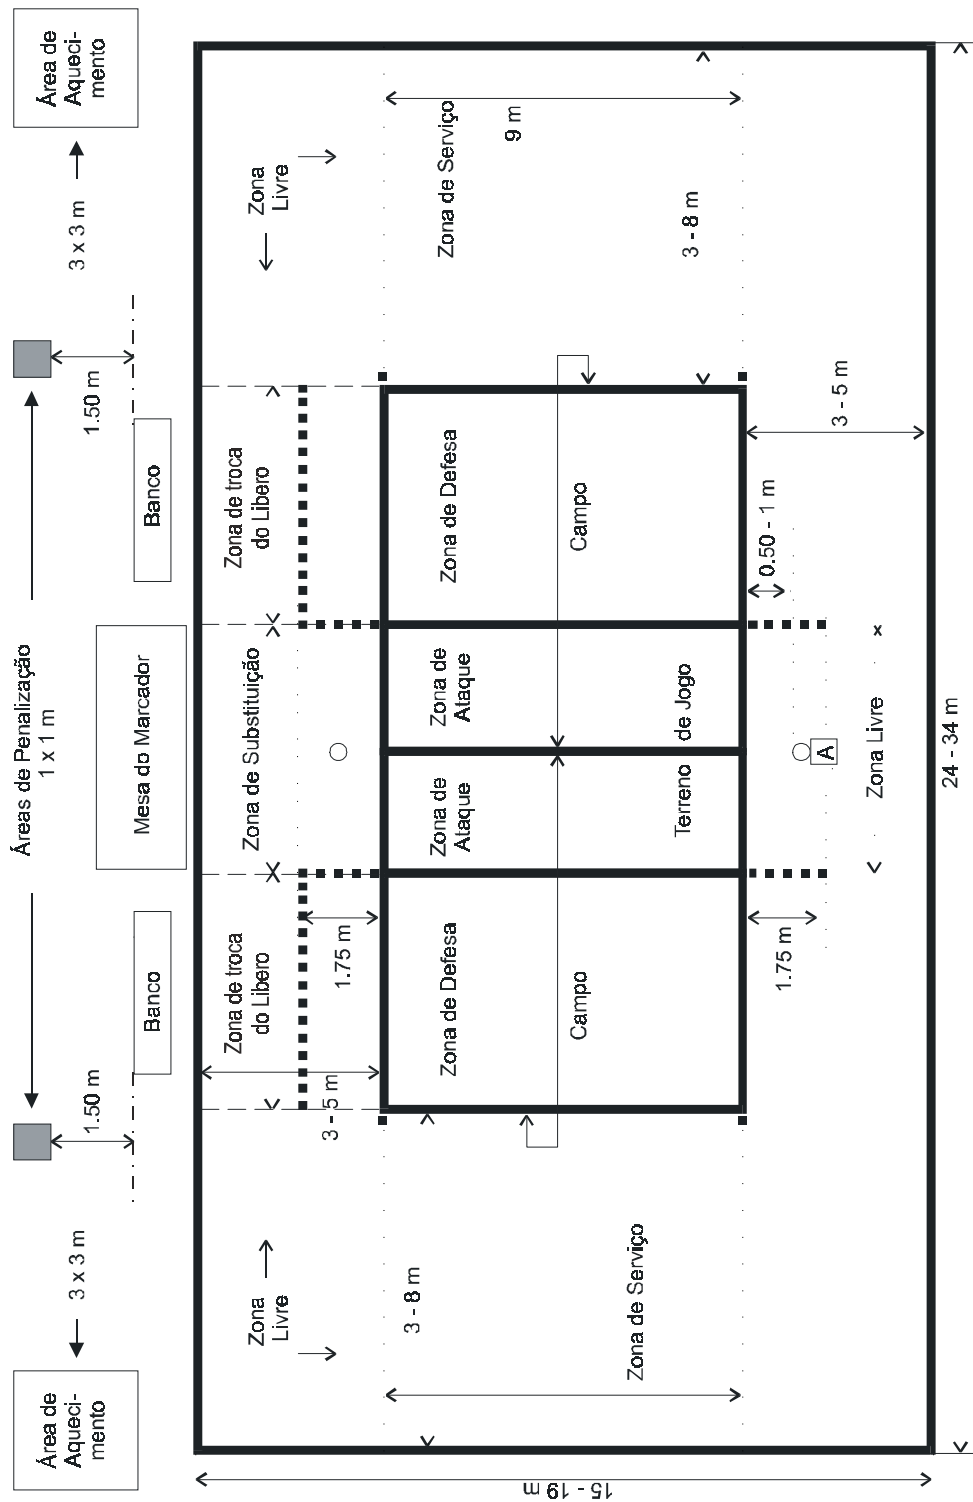 Área de
Aqueci-
mento
3 x 3 m
1.50 m
Áreas de Penalização
1 x 1 m
1.50 m
3 x 3 m
Área de
Aqueci-
mento
Banco
Mesa do Marcador
Banco
Zona
Livre
Zona de troca
do Libero
Zona de Substituição
Zona de troca
do Libero
Zona
Livre
3 - 5 m
1.75 m
3 - 8 m
Zona de Defesa
Zona de
Ataque
Zona de
Ataque
Zona de Defesa
Zona de Serviço
9 m
Campo
Campo
Zona de Serviço
Terreno de Jogo
3 - 8 m
1.75 m
0.50 - 1 m
3 - 5 m
A
Zona Livre
x
24 - 34 m
15 - 19 m